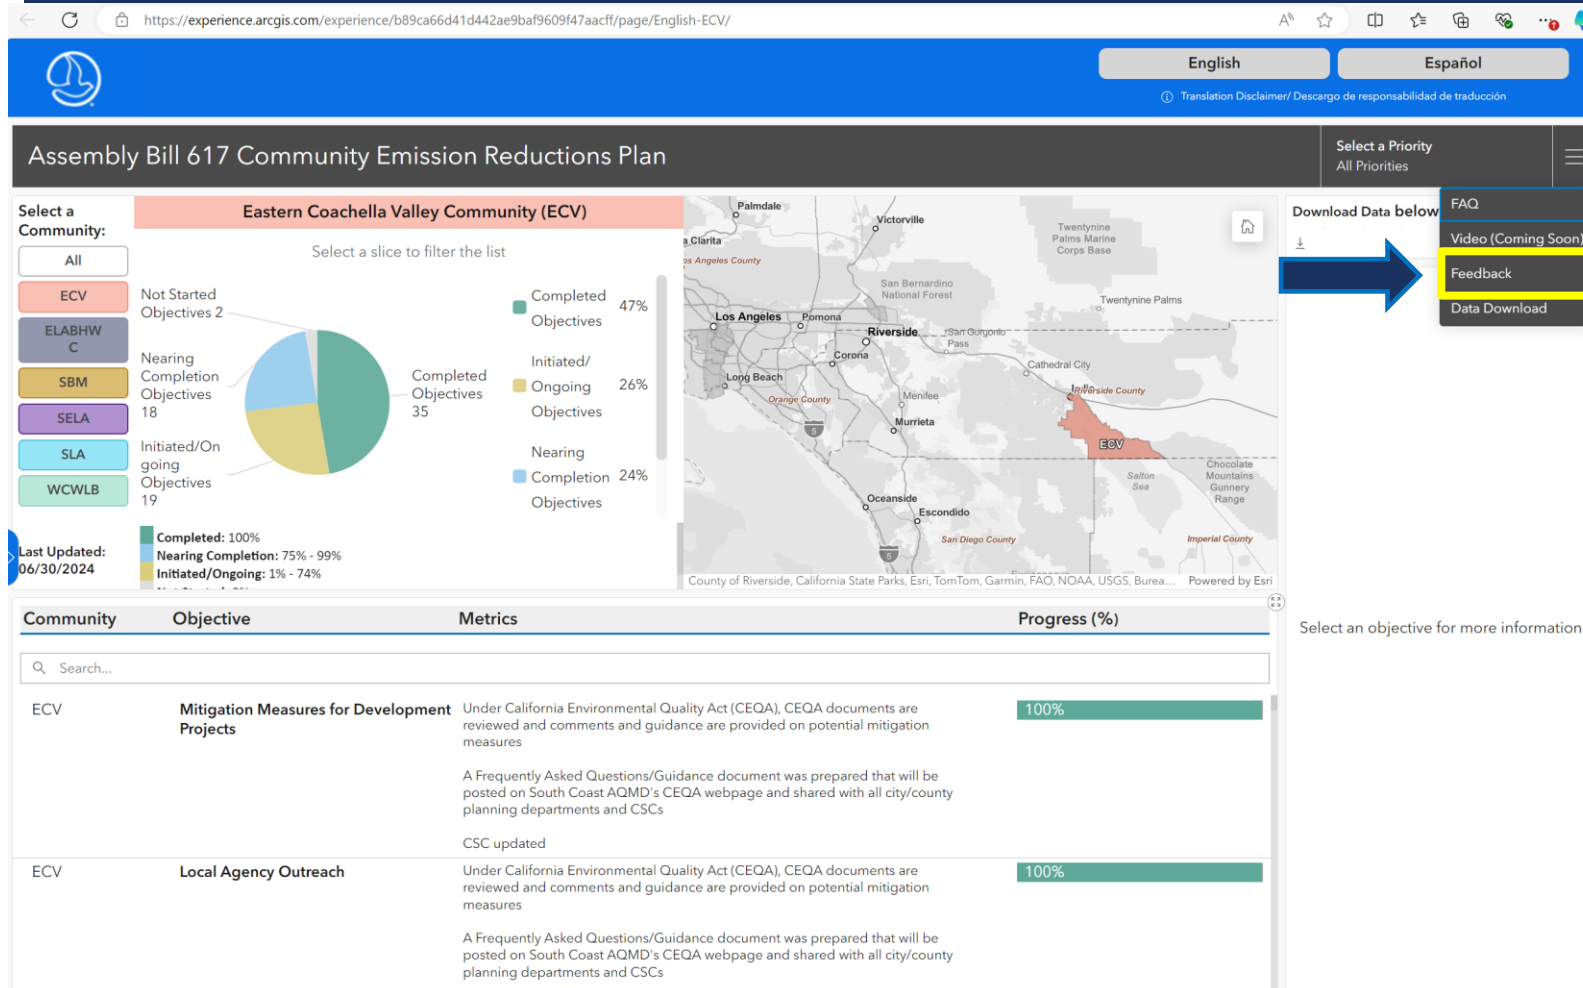 https://experience.arcgis.com/experience/b89ca66d41d442ae9baf9609f47aacff/page/English-ECV/
English
Español
Translation Disclaimer/ Descargo de responsabilidad de traducción
Assembly Bill 617 Community Emission Reductions Plan
Select a Priority
All Priorities
FAQ
Video (Coming Soon)
Feedback
Data Download
Select a
Community:
All
ECV
ELABHW
C
SBM
SELA
SLA
WCWLB
Last Updated:
06/30/2024
Eastern Coachella Valley Community (ECV)
Select a slice to filter the list
Not Started
Objectives 2
Nearing
Completion
Objectives
18
Initiated/On
going
Objectives
19
Completed
Objectives
35
Completed
Objectives
47%
Initiated/
Ongoing
Objectives
26%
Nearing
Completion
Objectives
24%
Completed: 100%
Nearing Completion: 75% - 99%
Initiated/Ongoing: 1% - 74%
Palmdale
Victorville
a Clarita
os Angeles County
Twentynine
Palms Marine
Corps Base
San Bernardino
National Forest
Twentynine Palms
Los Angeles
Pomona
Riverside
San Gorgonio
Pass
Corona
Cathedral City
Long Beach
Riverside County
Orange County
Menifee
5
Murrieta
ECV
Salton
Sea
Chocolate
Mountains
Gunnery
Range
Oceanside
Escondido
San Diego County
Imperial County
5
County of Riverside, California State Parks, Esri, TomTom, Garmin, FAO, NOAA, USGS, Burea...
Powered by Esri
Download Data below
Select an objective for more information
Community
Objective
Metrics
Progress (%)
Search...
ECV
Mitigation Measures for Development
Projects
Under California Environmental Quality Act (CEQA), CEQA documents are
reviewed and comments and guidance are provided on potential mitigation
measures
A Frequently Asked Questions/Guidance document was prepared that will be
posted on South Coast AQMD's CEQA webpage and shared with all city/county
planning departments and CSCs
CSC updated
100%
ECV
Local Agency Outreach
Under California Environmental Quality Act (CEQA), CEQA documents are
reviewed and comments and guidance are provided on potential mitigation
measures
A Frequently Asked Questions/Guidance document was prepared that will be
posted on South Coast AQMD's CEQA webpage and shared with all city/county
planning departments and CSCs
100%